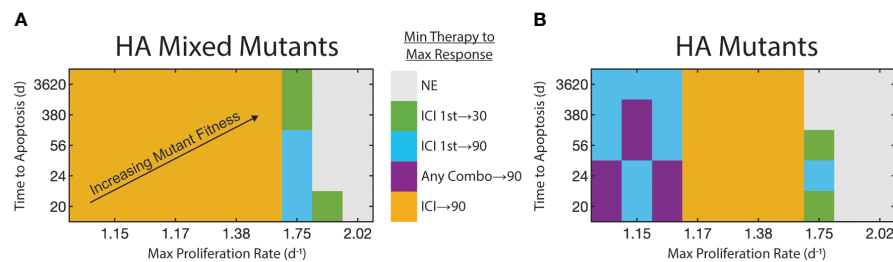 A
HA Mixed Mutants
Time to Apoptosis (d)
3620
380
56
24
20
Increasing Mutant Fitness
1.15
1.17
1.38
1.75
2.02
Max Proliferation Rate (d⁻¹)
Min Therapy to
Max Response
NE
ICI 1st→30
ICI 1st→90
Any Combo→90
ICI→90
B
HA Mutants
Time to Apoptosis (d)
3620
380
56
24
20
1.15
1.17
1.38
1.75
2.02
Max Proliferation Rate (d⁻¹)